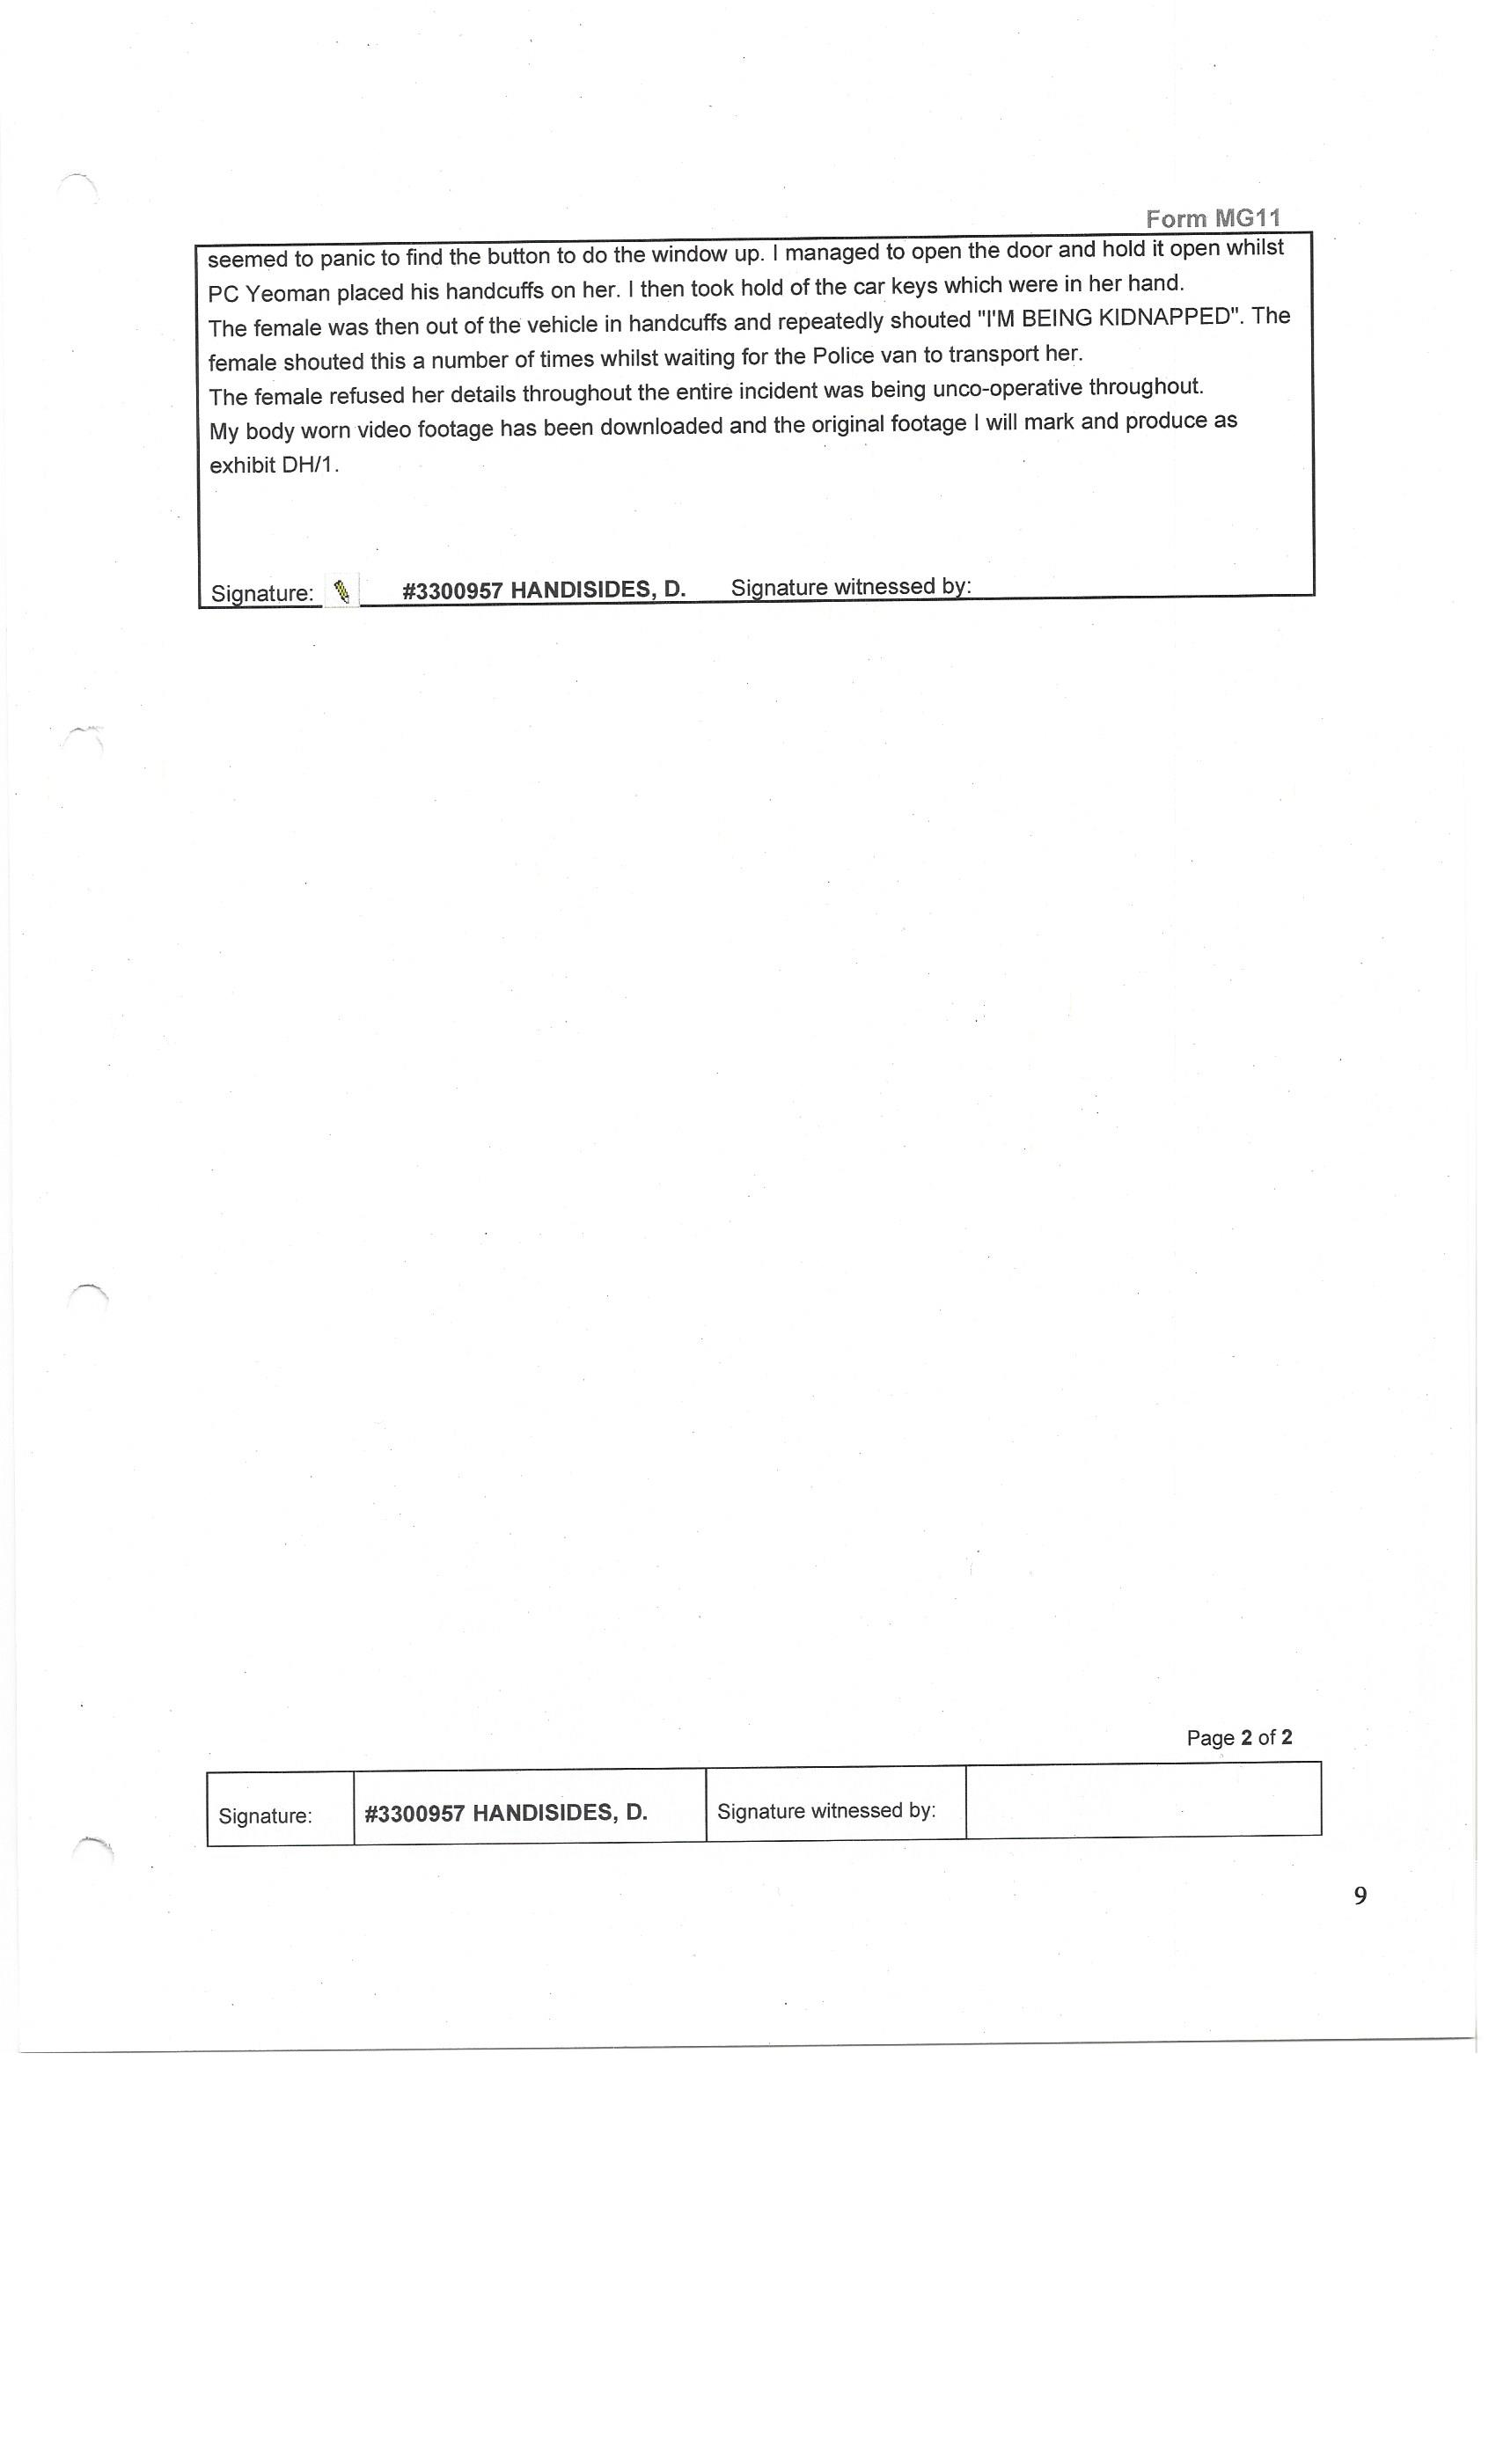 Form MG11
seemed to panic to find the button to do the window up. I managed to open the door and hold it open whilst
PC Yeoman placed his handcuffs on her. I then took hold of the car keys which were in her hand.
The female was then out of the vehicle in handcuffs and repeatedly shouted "I'M BEING KIDNAPPED". The
female shouted this a number of times whilst waiting for the Police van to transport her.
The female refused her details throughout the entire incident was being unco-operative throughout.
My body worn video footage has been downloaded and the original footage I will mark and produce as
exhibit DH/1.
Signature: #3300957 HANDISIDES, D. Signature witnessed by:
Page 2 of 2
Signature: #3300957 HANDISIDES, D. Signature witnessed by:
9